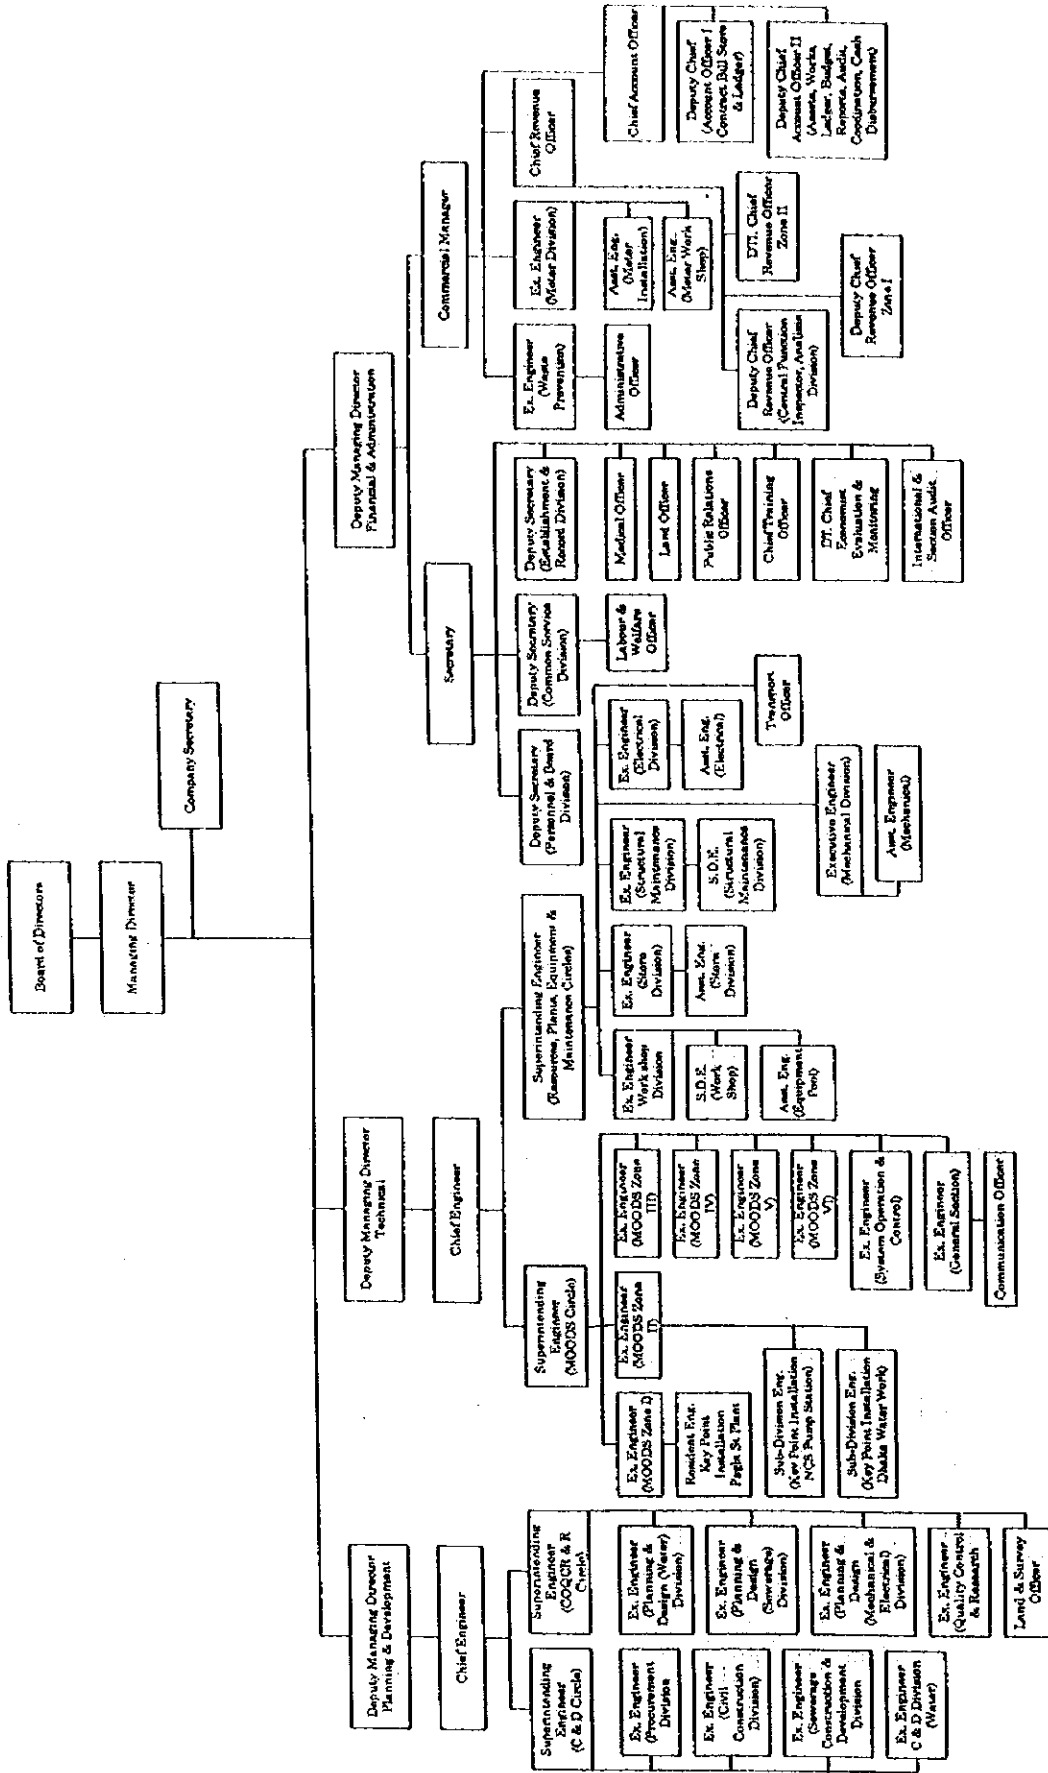 Board of Directors
Managing Director
Company Secretary
Deputy Managing Director
Planning & Development
Deputy Managing Director
Technical
Deputy Managing Director
Financial & Administration
Chief Engineer
Chief Engineer
Secretary
Commercial Manager
Superintending
Engineer
(C & D Circle)
Superintending
Engineer
(COQCR & R
Circle)
Superintending
Engineer
(MOODS Circle)
Superintending Engineer
(Resources, Plants, Equipment &
Maintenance Circles)
Deputy Secretary
(Personnel & Board
Division)
Deputy Secretary
(Common Service
Division)
Deputy Secretary
(Establishment &
Record Division)
Ex. Engineer
(Waste
Prevention)
Ex. Engineer
(Meter Division)
Chief Revenue
Officer
Chief Account Officer
Ex. Engineer
(Procurement
Division
Ex. Engineer
(Civil
Construction
Division)
Ex. Engineer
(Sewerage
Construction &
Development
Division
Ex. Engineer
C & D Division
(Water)
Ex. Engineer
(Planning &
Design (Water)
Division)
Ex. Engineer
(Planning &
Design
(Sewerage)
Division)
Ex. Engineer
(Planning &
Design
(Mechanical &
Electrical)
Division)
Ex. Engineer
(Quality Control
& Research
Land & Survey
Officer
Ex. Engineer
(MOODS Zone I)
Resident Eng.
Key Point
Installation
Pagla St Plant
Ex. Engineer
(MOODS Zone
II)
Sub-Division Eng.
(Key Point Installation
NCS Pump Station)
Sub-Division Eng.
(Key Point Installation
Dhaka Water Work)
Ex. Engineer
(MOODS Zone
III)
Ex. Engineer
(MOODS Zone
IV)
Ex. Engineer
(MOODS Zone
V)
Ex. Engineer
(MOODS Zone
VI)
Ex. Engineer
(System Operation &
Control)
Ex. Engineer
(General Section)
Communication Officer
Ex. Engineer
Work shop
Division
S.D.E.
(Work
Shop)
Asst. Eng.
(Equipment
Pool)
Ex. Engineer
(Store
Division)
Asst. Eng.
(Store
Division)
Ex. Engineer
(Structural
Maintenance
Division)
S.D.E.
(Structural
Maintenance
Division)
Executive Engineer
(Mechanical Division)
Asst. Engineer
(Mechanical)
Ex. Engineer
(Electrical
Division)
Asst. Eng.
(Electrical)
Transport
Officer
Labour &
Welfare
Officer
Medical Officer
Land Officer
Public Relations
Officer
Chief Training
Officer
DT. Chief
Economist
Evaluation &
Monitoring
International &
Section Audit
Officer
Administrative
Officer
Asst. Eng.
(Meter
Installation)
Asst. Eng.
(Meter Work
Shop)
Deputy Chief
Revenue Officer
(Central Function
Inspector, Analisis
Division)
Deputy Chief
Revenue Officer
Zone I
DT. Chief
Revenue Officer
Zone II
Deputy Chief
(Account Officer I
Contract Bill Store
& Ledger)
Deputy Chief
Account Officer II
(Assets, Works,
Ledger, Budget,
Reports, Audit,
Coodination, Cash
Disbursement)